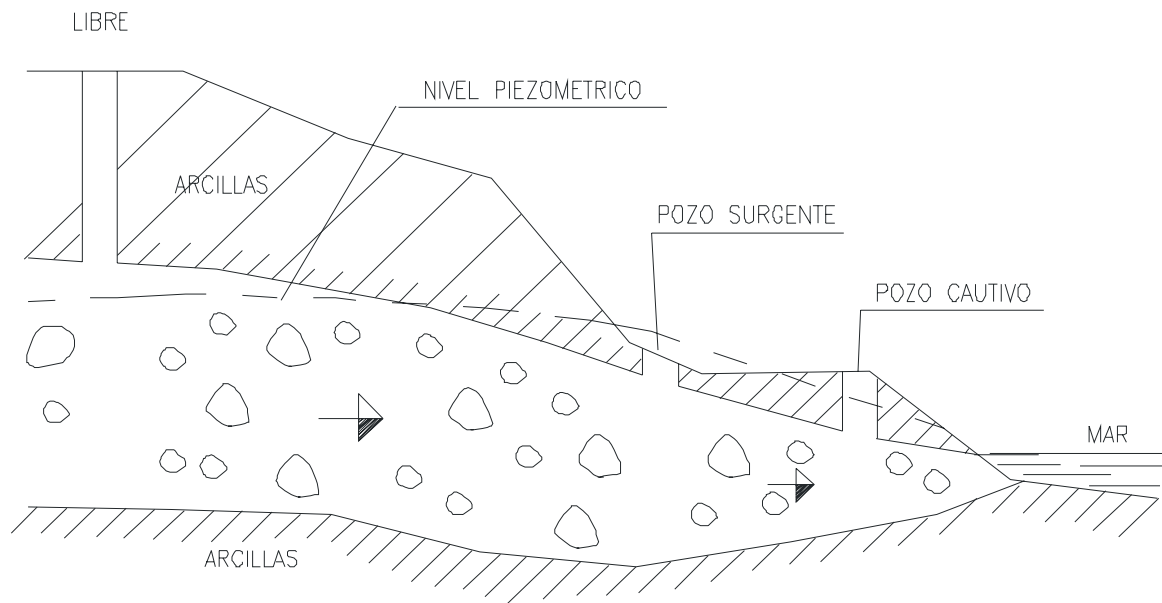 LIBRE
NIVEL PIEZOMETRICO
ARCILLAS
POZO SURGENTE
POZO CAUTIVO
MAR
ARCILLAS